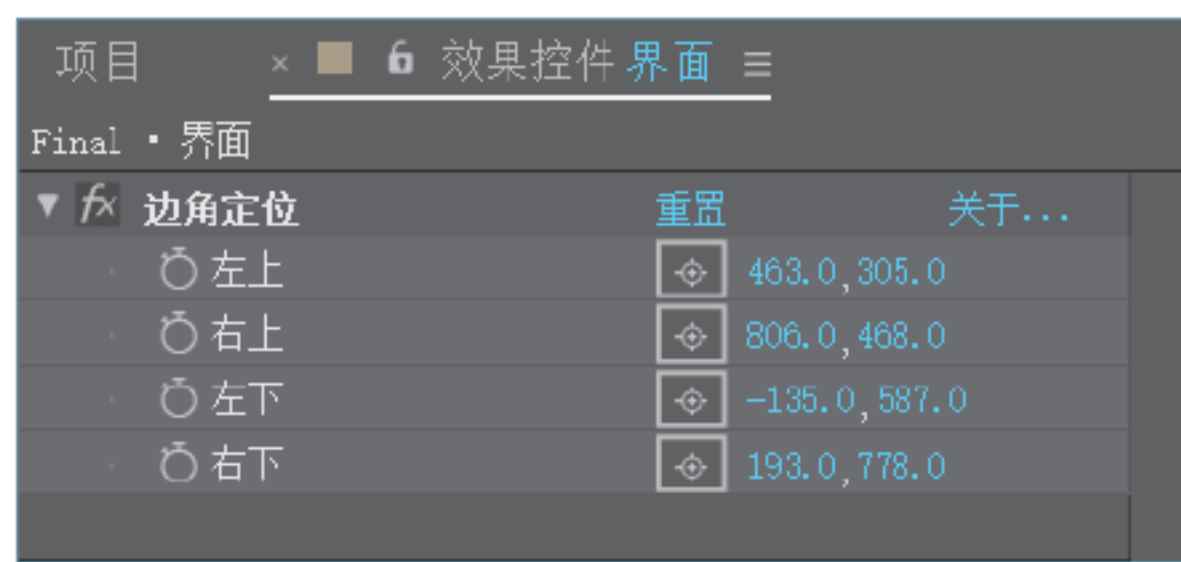 项目 × 效果控件 界面 ≡
Final · 界面
fx 边角定位 重置 关于...
左上 463.0,305.0
右上 806.0,468.0
左下 -135.0,587.0
右下 193.0,778.0